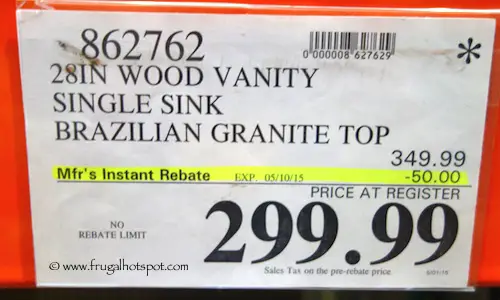 862762
0 000008 627629
*
28IN WOOD VANITY
SINGLE SINK
BRAZILIAN GRANITE TOP
349.99
Mfr's Instant Rebate EXP. 05/10/15 -50.00
PRICE AT REGISTER
NO
REBATE LIMIT
299.99
© www.frugalhotspot.com
Sales Tax on the pre-rebate price